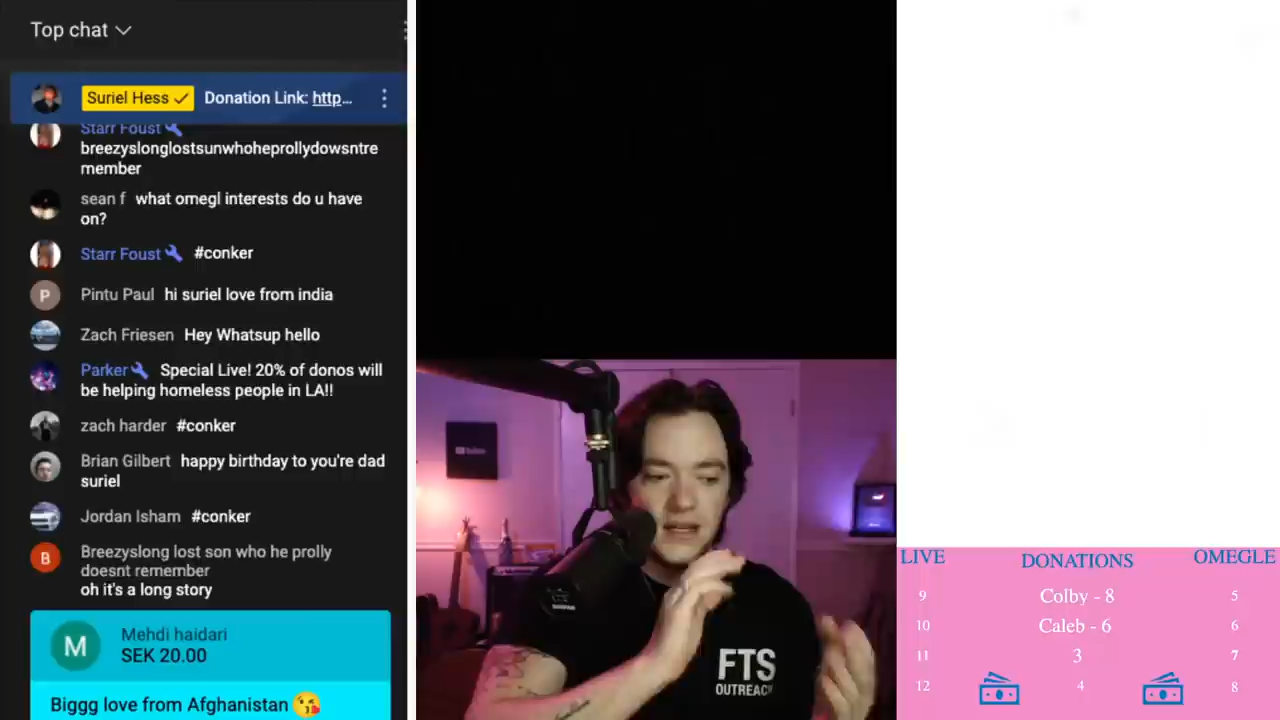 Top chat
Suriel Hess Donation Link: http...
Starr Foust
breezyslonglostsunwhoheprollydowsntre
member
sean f what omegl interests do u have
on?
Starr Foust #conker
P Pintu Paul hi suriel love from india
Zach Friesen Hey Whatsup hello
Parker Special Live! 20% of donos will
be helping homeless people in LA!!
zach harder #conker
Brian Gilbert happy birthday to you're dad
suriel
Jordan Isham #conker
B Breezyslong lost son who he prolly
doesnt remember
oh it's a long story
M Mehdi haidari
SEK 20.00
Biggg love from Afghanistan 😘
FTS
OUTREACH
LIVE DONATIONS OMEGLE
9 Colby - 8 5
10 Caleb - 6 6
11 3 7
12 4 8